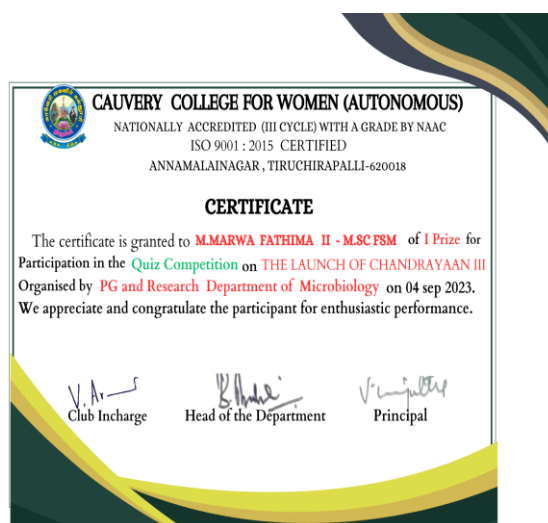 CAUVERY COLLEGE FOR WOMEN (AUTONOMOUS)
NATIONALLY ACCREDITED (III CYCLE) WITH A GRADE BY NAAC
ISO 9001 : 2015 CERTIFIED
ANNAMALAINAGAR , TIRUCHIRAPALLI-620018
CERTIFICATE
The certificate is granted to M.MARWA FATHIMA II - M.SC FSM of I Prize for
Participation in the Quiz Competition on THE LAUNCH OF CHANDRAYAAN III
Organised by PG and Research Department of Microbiology on 04 sep 2023.
We appreciate and congratulate the participant for enthusiastic performance.
Club Incharge Head of the Department Principal